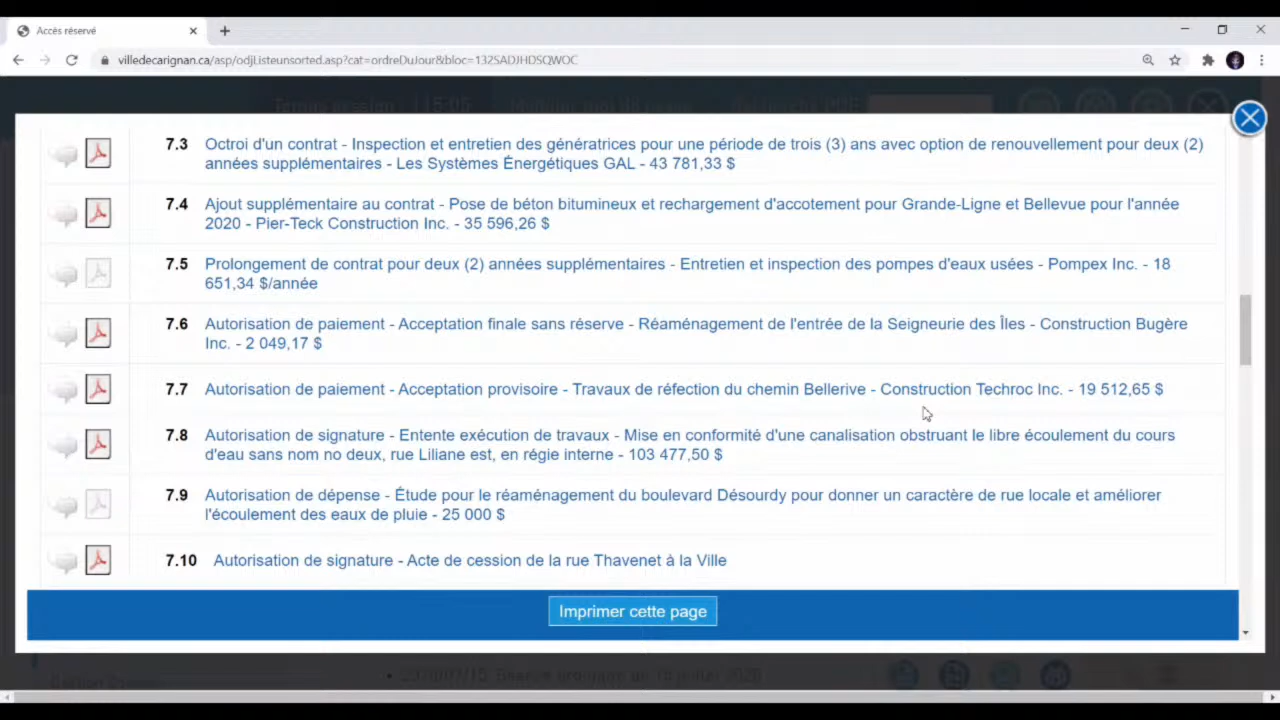 Accès réservé
villedecarignan.ca/asp/odjListeunsorted.asp?cat=ordreDuJour&bloc=132SADJHDSQWOC
7.3 Octroi d'un contrat - Inspection et entretien des génératrices pour une période de trois (3) ans avec option de renouvellement pour deux (2)
années supplémentaires - Les Systèmes Énergétiques GAL - 43 781,33 $
7.4 Ajout supplémentaire au contrat - Pose de béton bitumineux et rechargement d'accotement pour Grande-Ligne et Bellevue pour l'année
2020 - Pier-Teck Construction Inc. - 35 596,26 $
7.5 Prolongement de contrat pour deux (2) années supplémentaires - Entretien et inspection des pompes d'eaux usées - Pompex Inc. - 18
651,34 $/année
7.6 Autorisation de paiement - Acceptation finale sans réserve - Réaménagement de l'entrée de la Seigneurie des Îles - Construction Bugère
Inc. - 2 049,17 $
7.7 Autorisation de paiement - Acceptation provisoire - Travaux de réfection du chemin Bellerive - Construction Techroc Inc. - 19 512,65 $
7.8 Autorisation de signature - Entente exécution de travaux - Mise en conformité d'une canalisation obstruant le libre écoulement du cours
d'eau sans nom no deux, rue Liliane est, en régie interne - 103 477,50 $
7.9 Autorisation de dépense - Étude pour le réaménagement du boulevard Désourdy pour donner un caractère de rue locale et améliorer
l'écoulement des eaux de pluie - 25 000 $
7.10 Autorisation de signature - Acte de cession de la rue Thavenet à la Ville
Imprimer cette page